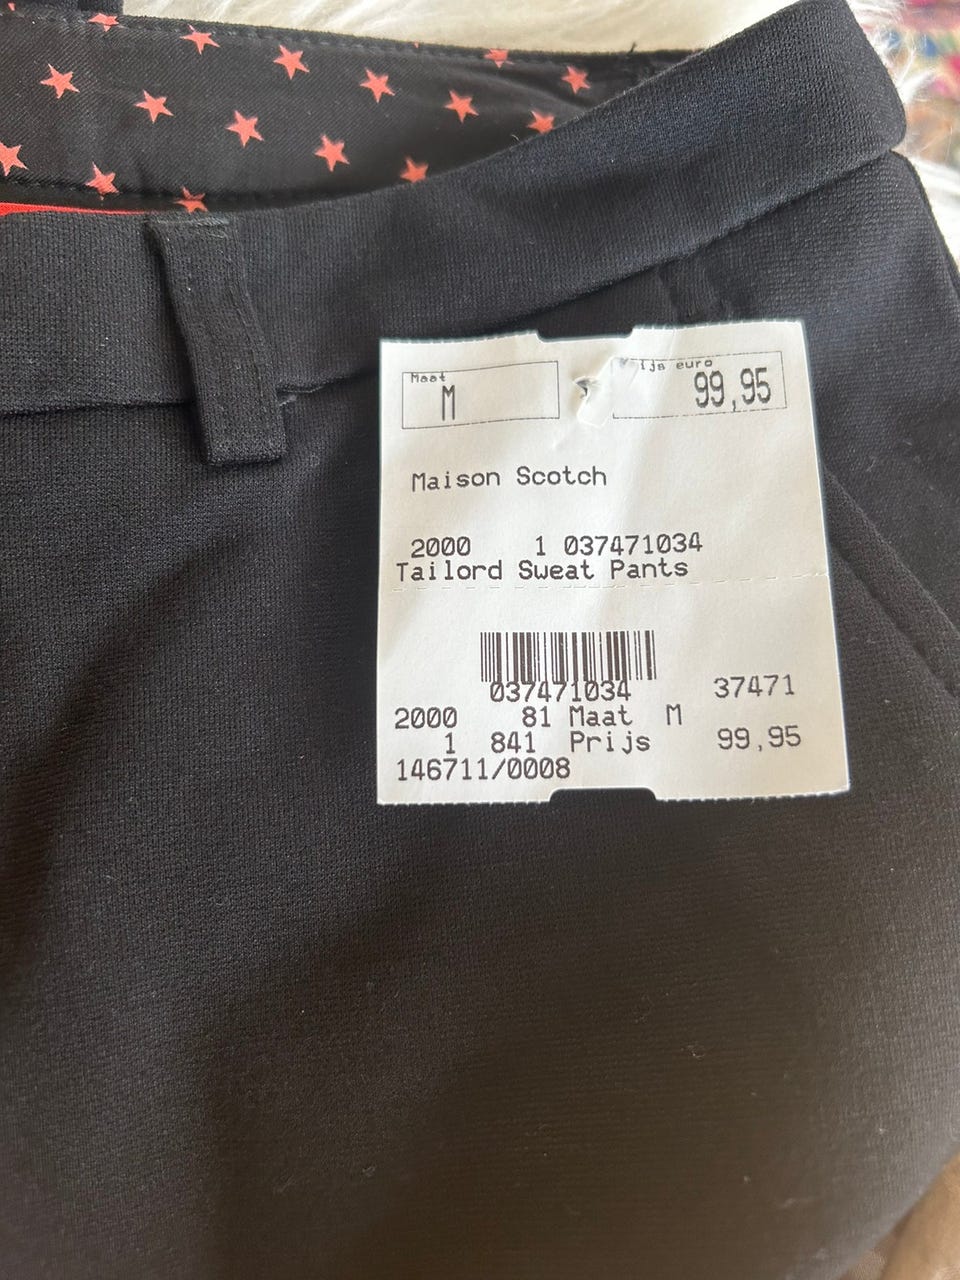 Maat
M
ijs euro
99,95
Maison Scotch
2000 1 037471034
Tailord Sweat Pants
037471034 37471
2000 81 Maat M
1 841 Prijs 99,95
146711/0008